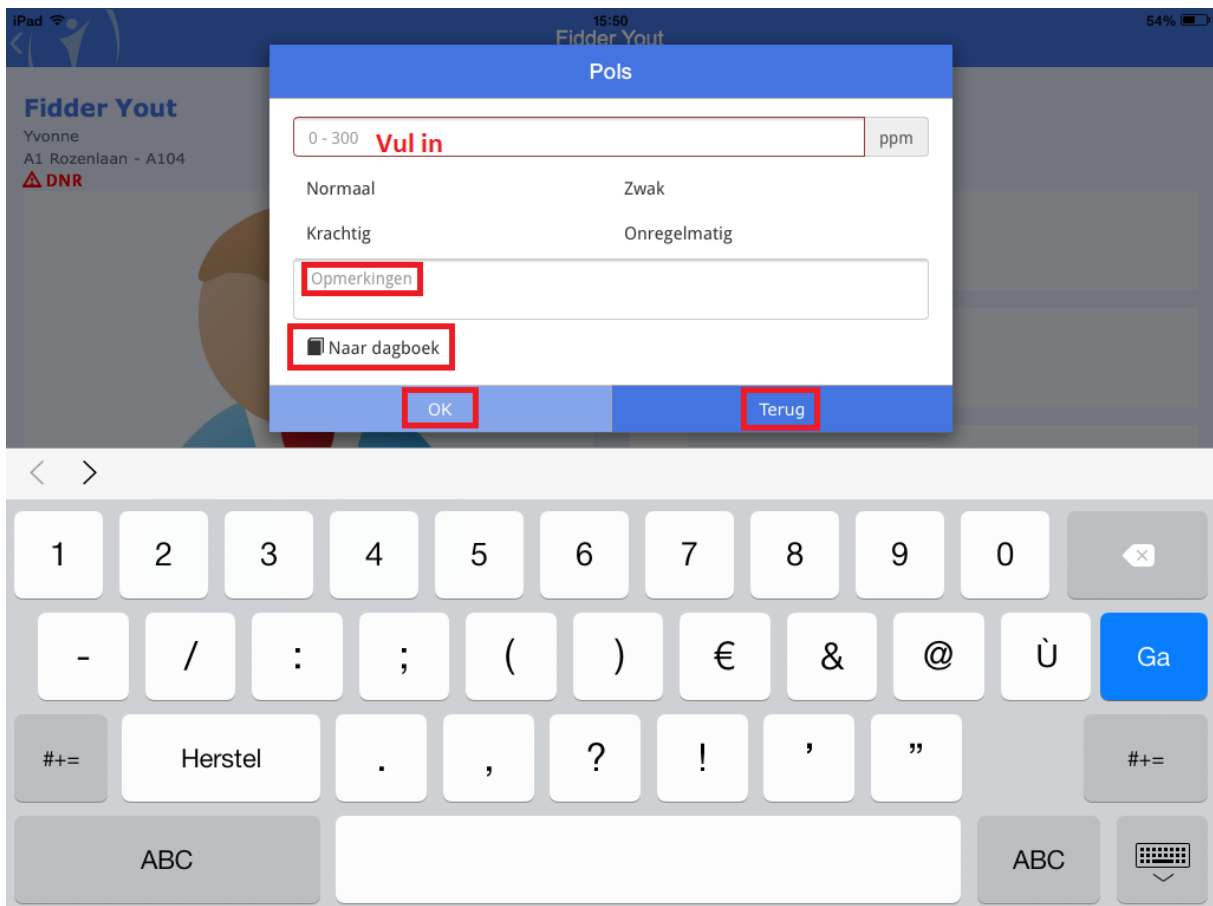 iPad 15:50 54%
Fidder Yout
Pols
Fidder Yout
Yvonne
A1 Rozenlaan - A104
DNR
0 - 300 Vul in ppm
Normaal Zwak
Krachtig Onregelmatig
Opmerkingen
Naar dagboek
OK Terug
1 2 3 4 5 6 7 8 9 0
- / : ; ( ) € & @ Ù Ga
#+= Herstel . , ? ! ’ ” #+=
ABC ABC